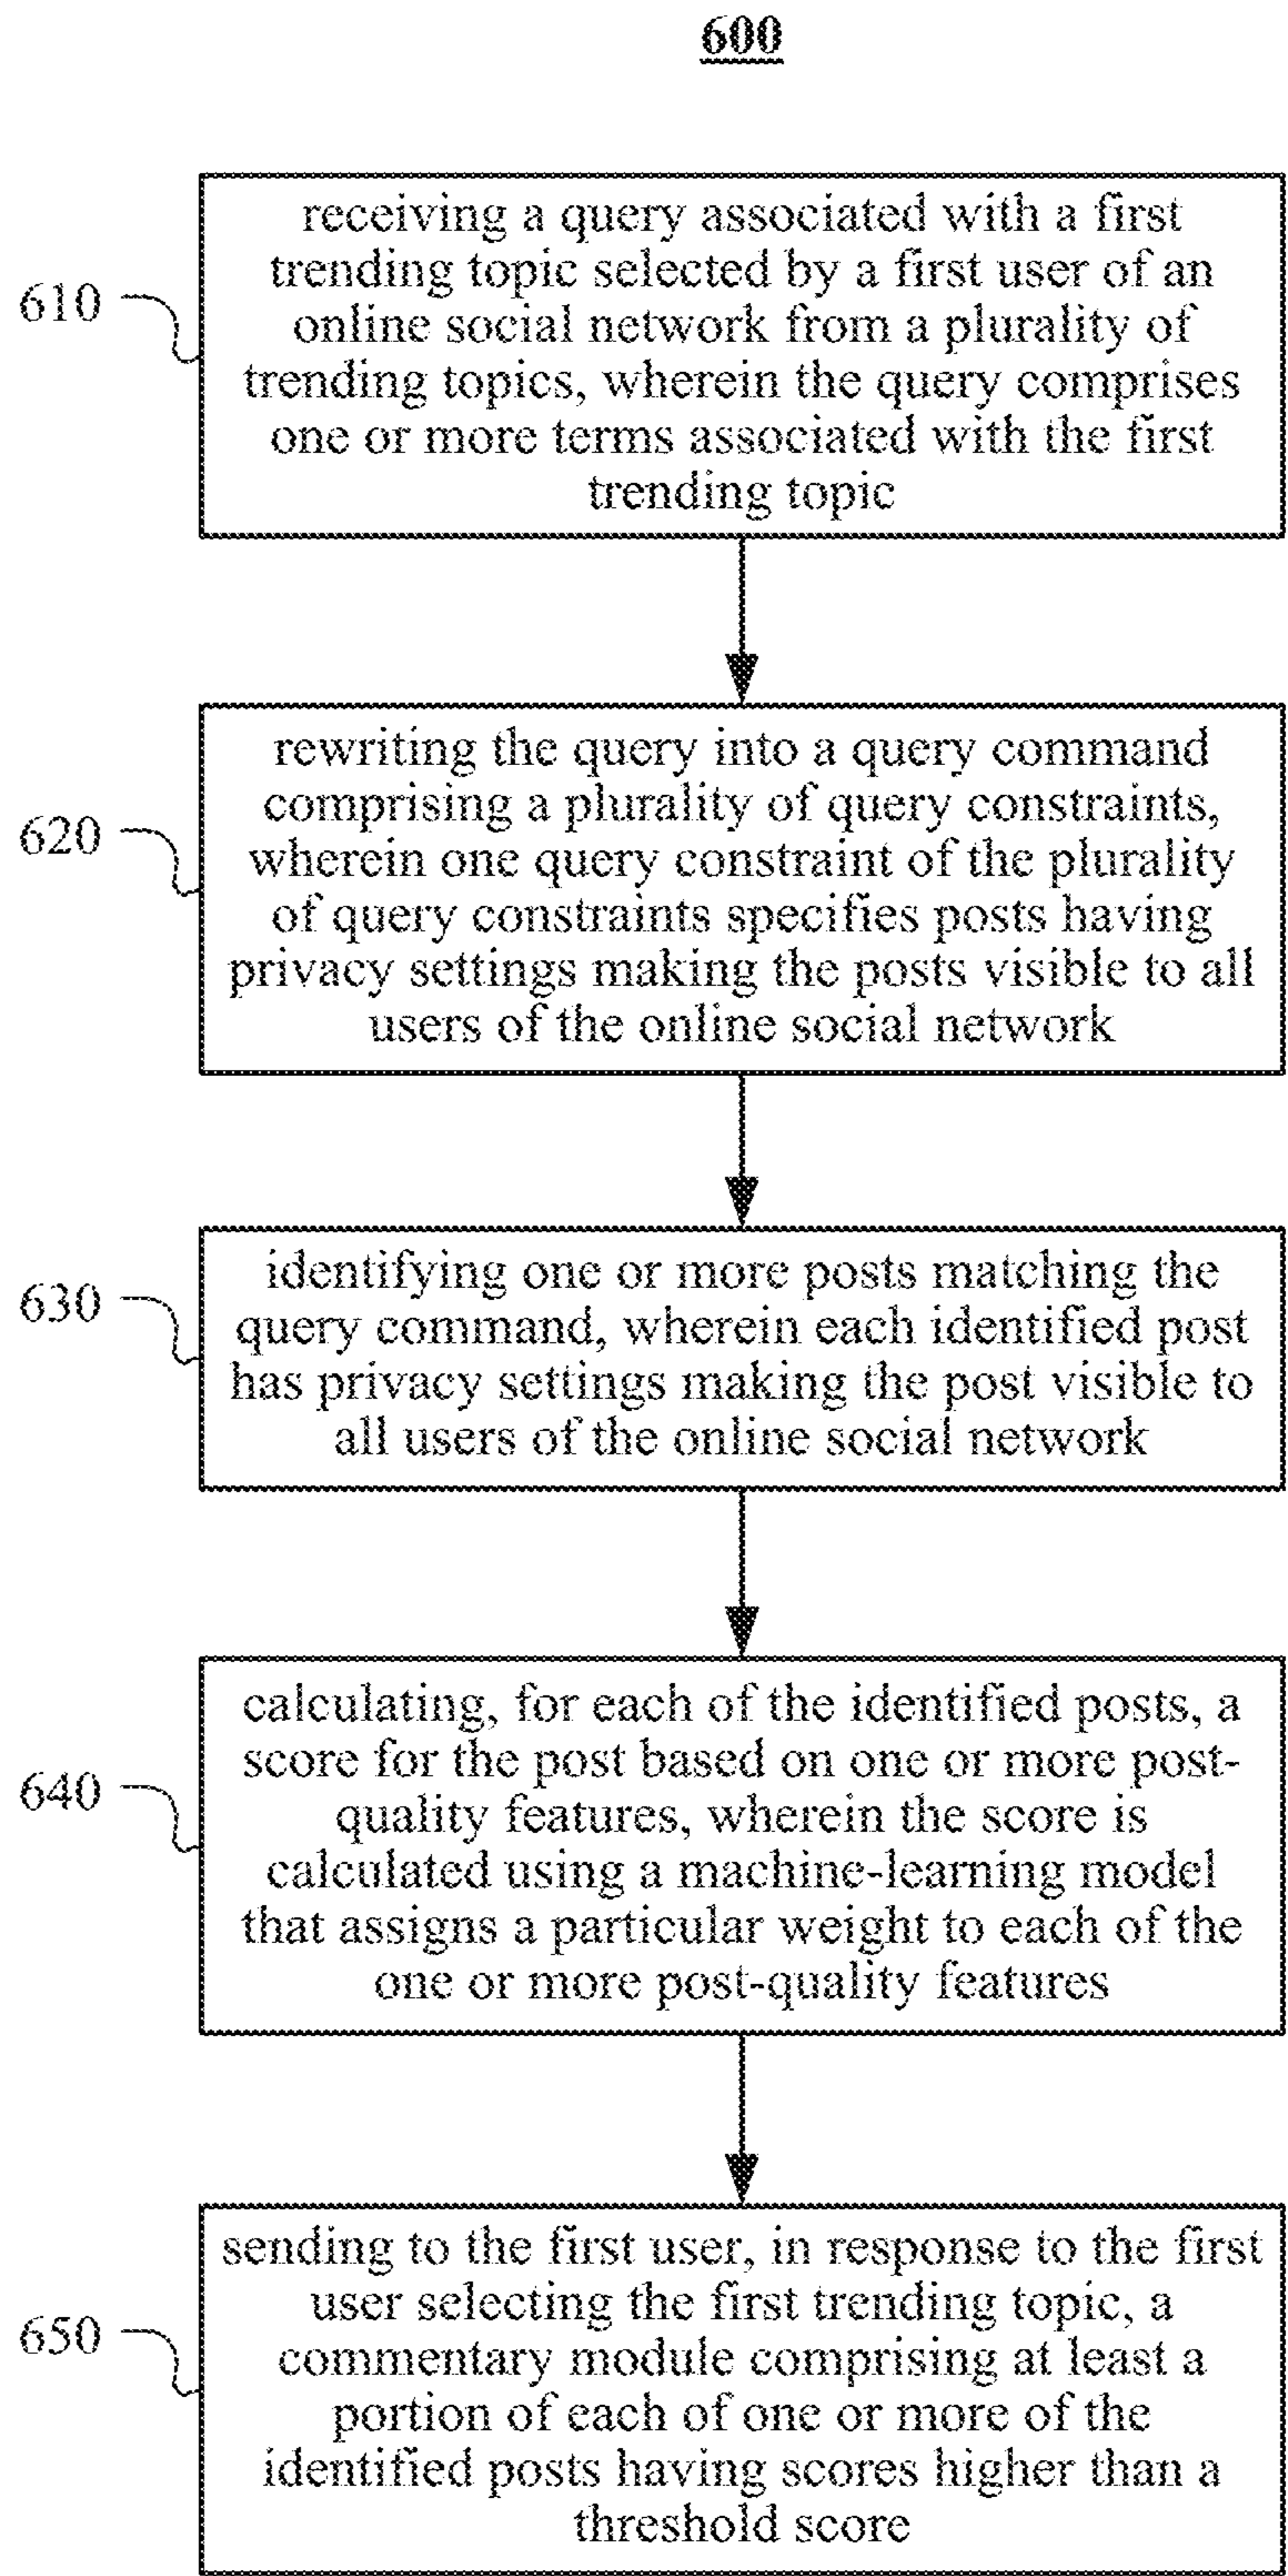 600
610
receiving a query associated with a first
trending topic selected by a first user of an
online social network from a plurality of
trending topics, wherein the query comprises
one or more terms associated with the first
trending topic
620
rewriting the query into a query command
comprising a plurality of query constraints,
wherein one query constraint of the plurality
of query constraints specifies posts having
privacy settings making the posts visible to all
users of the online social network
630
identifying one or more posts matching the
query command, wherein each identified post
has privacy settings making the post visible to
all users of the online social network
640
calculating, for each of the identified posts, a
score for the post based on one or more post-
quality features, wherein the score is
calculated using a machine-learning model
that assigns a particular weight to each of the
one or more post-quality features
650
sending to the first user, in response to the first
user selecting the first trending topic, a
commentary module comprising at least a
portion of each of one or more of the
identified posts having scores higher than a
threshold score